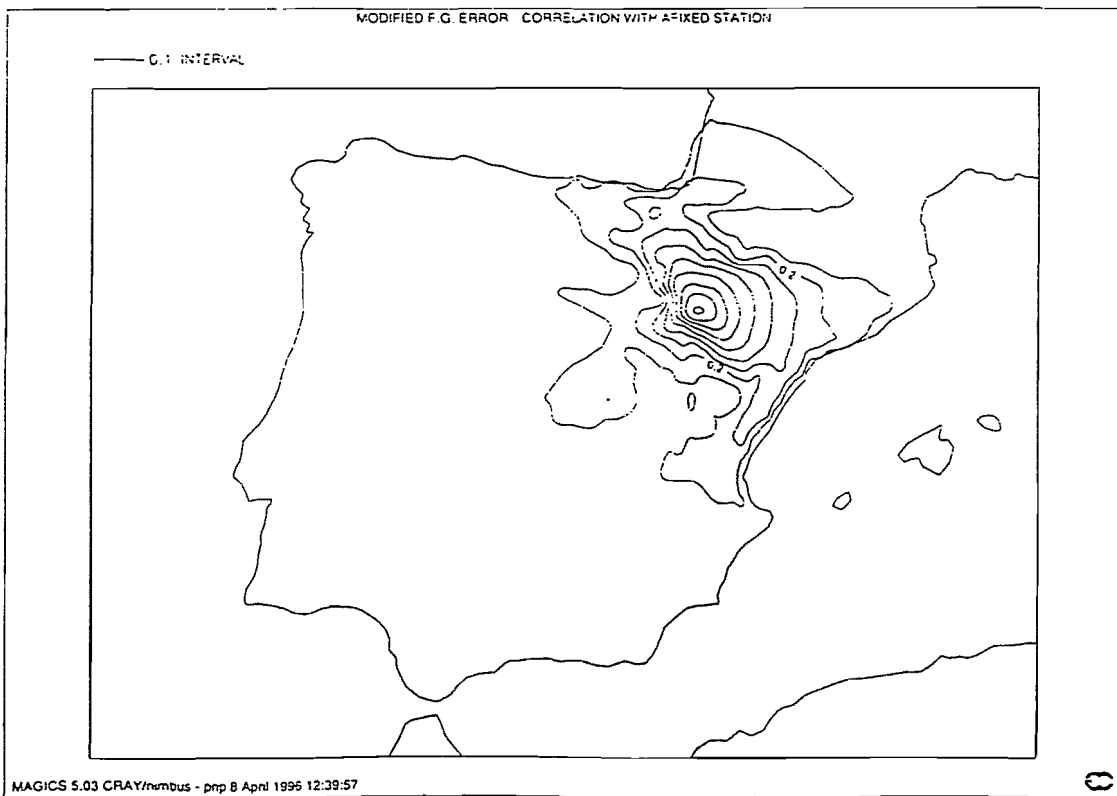 MODIFIED F.G. ERROR CORRELATION WITH A FIXED STATION
0.1 INTERVAL
0.2
0.2
MAGICS 5.03 CRAY/nimbus - pnp 8 April 1996 12:39:57